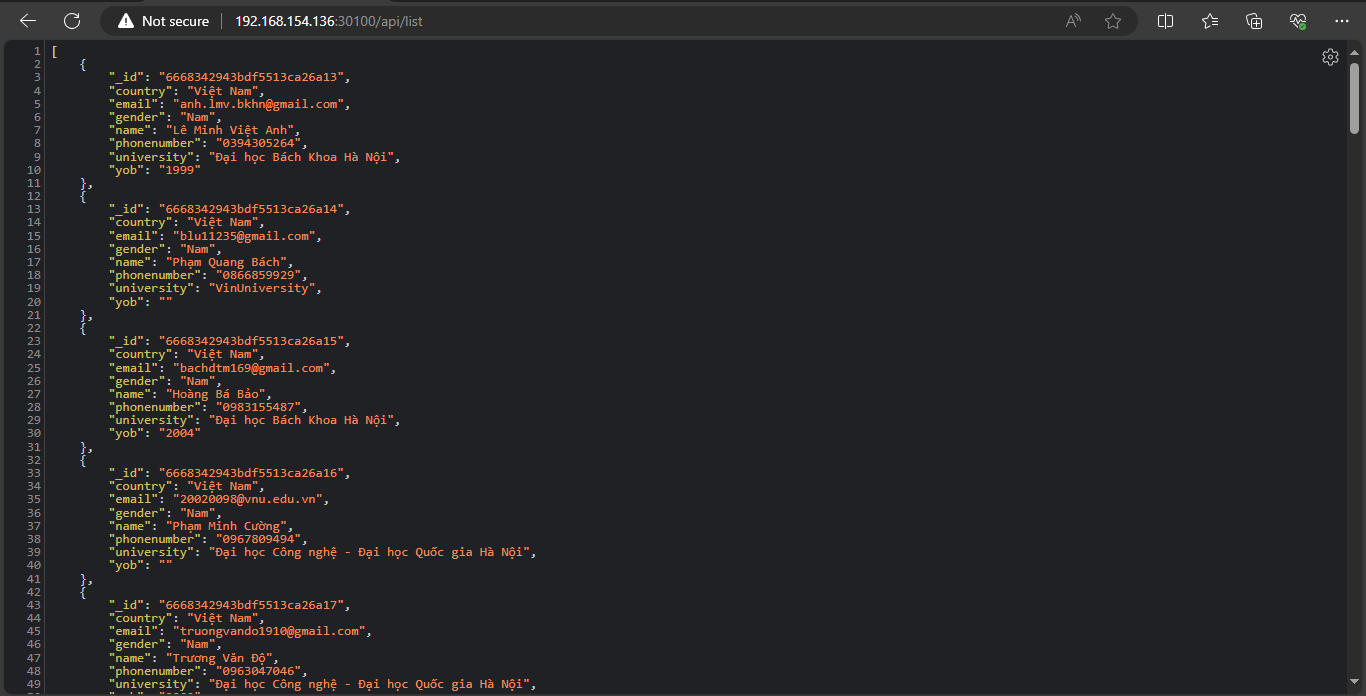 Not secure | 192.168.154.136:30100/api/list
1 [
2 {
3 "_id": "6668342943bdf5513ca26a13",
4 "country": "Việt Nam",
5 "email": "anh.lmv.bkhn@gmail.com",
6 "gender": "Nam",
7 "name": "Lê Minh Việt Anh",
8 "phonenumber": "0394305264",
9 "university": "Đại học Bách Khoa Hà Nội",
10 "yob": "1999"
11 },
12 {
13 "_id": "6668342943bdf5513ca26a14",
14 "country": "Việt Nam",
15 "email": "blu11235@gmail.com",
16 "gender": "Nam",
17 "name": "Phạm Quang Bách",
18 "phonenumber": "0866859929",
19 "university": "VinUniversity",
20 "yob": ""
21 },
22 {
23 "_id": "6668342943bdf5513ca26a15",
24 "country": "Việt Nam",
25 "email": "bachdtm169@gmail.com",
26 "gender": "Nam",
27 "name": "Hoàng Bá Bảo",
28 "phonenumber": "0983155487",
29 "university": "Đại học Bách Khoa Hà Nội",
30 "yob": "2004"
31 },
32 {
33 "_id": "6668342943bdf5513ca26a16",
34 "country": "Việt Nam",
35 "email": "20020098@vnu.edu.vn",
36 "gender": "Nam",
37 "name": "Phạm Minh Cường",
38 "phonenumber": "0967809494",
39 "university": "Đại học Công nghệ - Đại học Quốc gia Hà Nội",
40 "yob": ""
41 },
42 {
43 "_id": "6668342943bdf5513ca26a17",
44 "country": "Việt Nam",
45 "email": "truongvando1910@gmail.com",
46 "gender": "Nam",
47 "name": "Trương Văn Độ",
48 "phonenumber": "0963047046",
49 "university": "Đại học Công nghệ - Đại học Quốc gia Hà Nội",